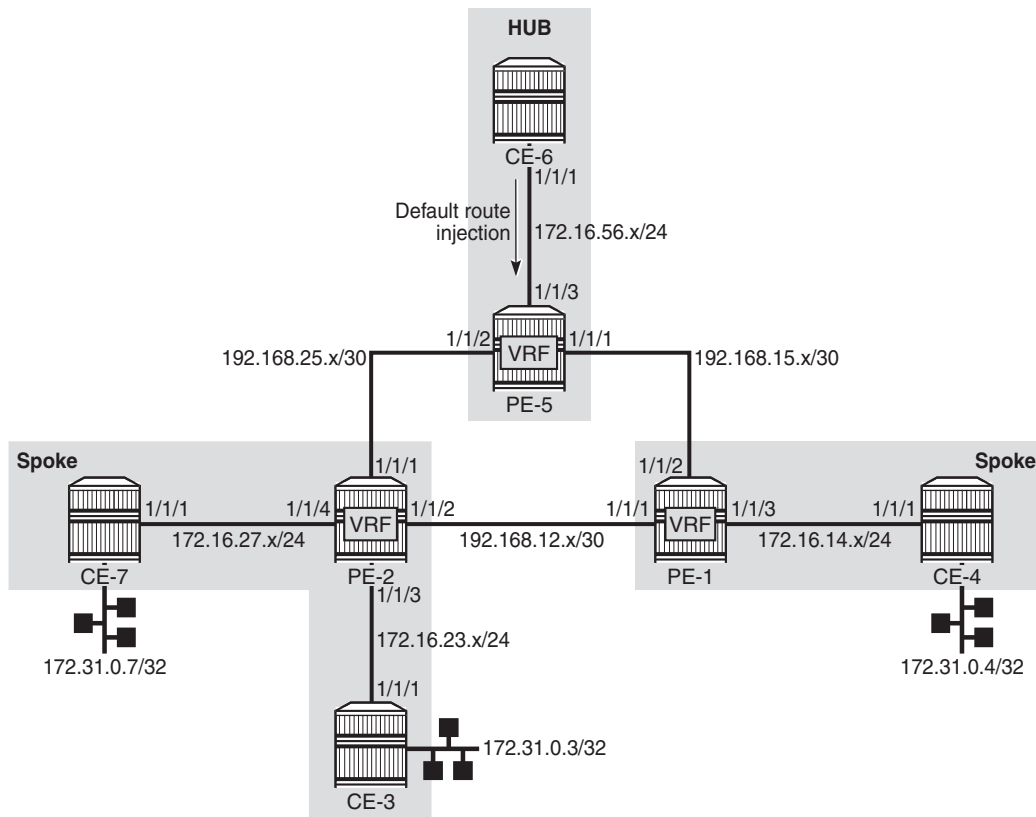 HUB
CE-6
1/1/1
Default route
injection
172.16.56.x/24
1/1/3
1/1/2
VRF
1/1/1
192.168.25.x/30
192.168.15.x/30
PE-5
Spoke
Spoke
1/1/1
1/1/2
1/1/1
1/1/4
VRF
1/1/2
1/1/1
VRF
1/1/3
1/1/1
172.16.27.x/24
192.168.12.x/30
172.16.14.x/24
CE-7
PE-2
PE-1
CE-4
1/1/3
172.16.23.x/24
172.31.0.7/32
172.31.0.4/32
1/1/1
172.31.0.3/32
CE-3